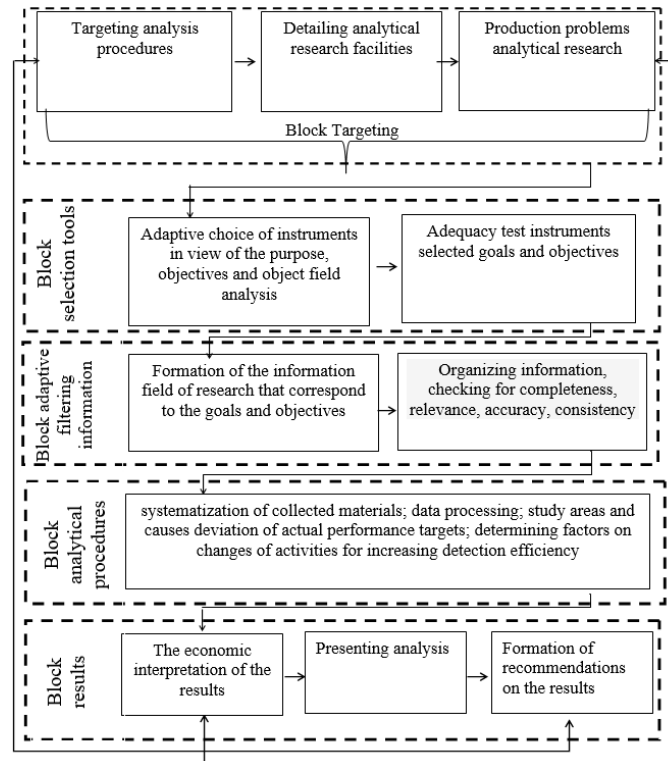 Targeting analysis
procedures
Detailing analytical
research facilities
Production problems
analytical research
Block Targeting
Block
selection tools
Adaptive choice of instruments
in view of the purpose,
objectives and object field
analysis
Adequacy test instruments
selected goals and objectives
Block adaptive
filtering
information
Formation of the information
field of research that correspond
to the goals and objectives
Organizing information,
checking for completeness,
relevance, accuracy, consistency
Block
analytical
procedures
systematization of collected materials; data processing; study areas and
causes deviation of actual performance targets; determining factors on
changes of activities for increasing detection efficiency
Block
results
The economic
interpretation of the
results
Presenting analysis
Formation of
recommendations
on the results